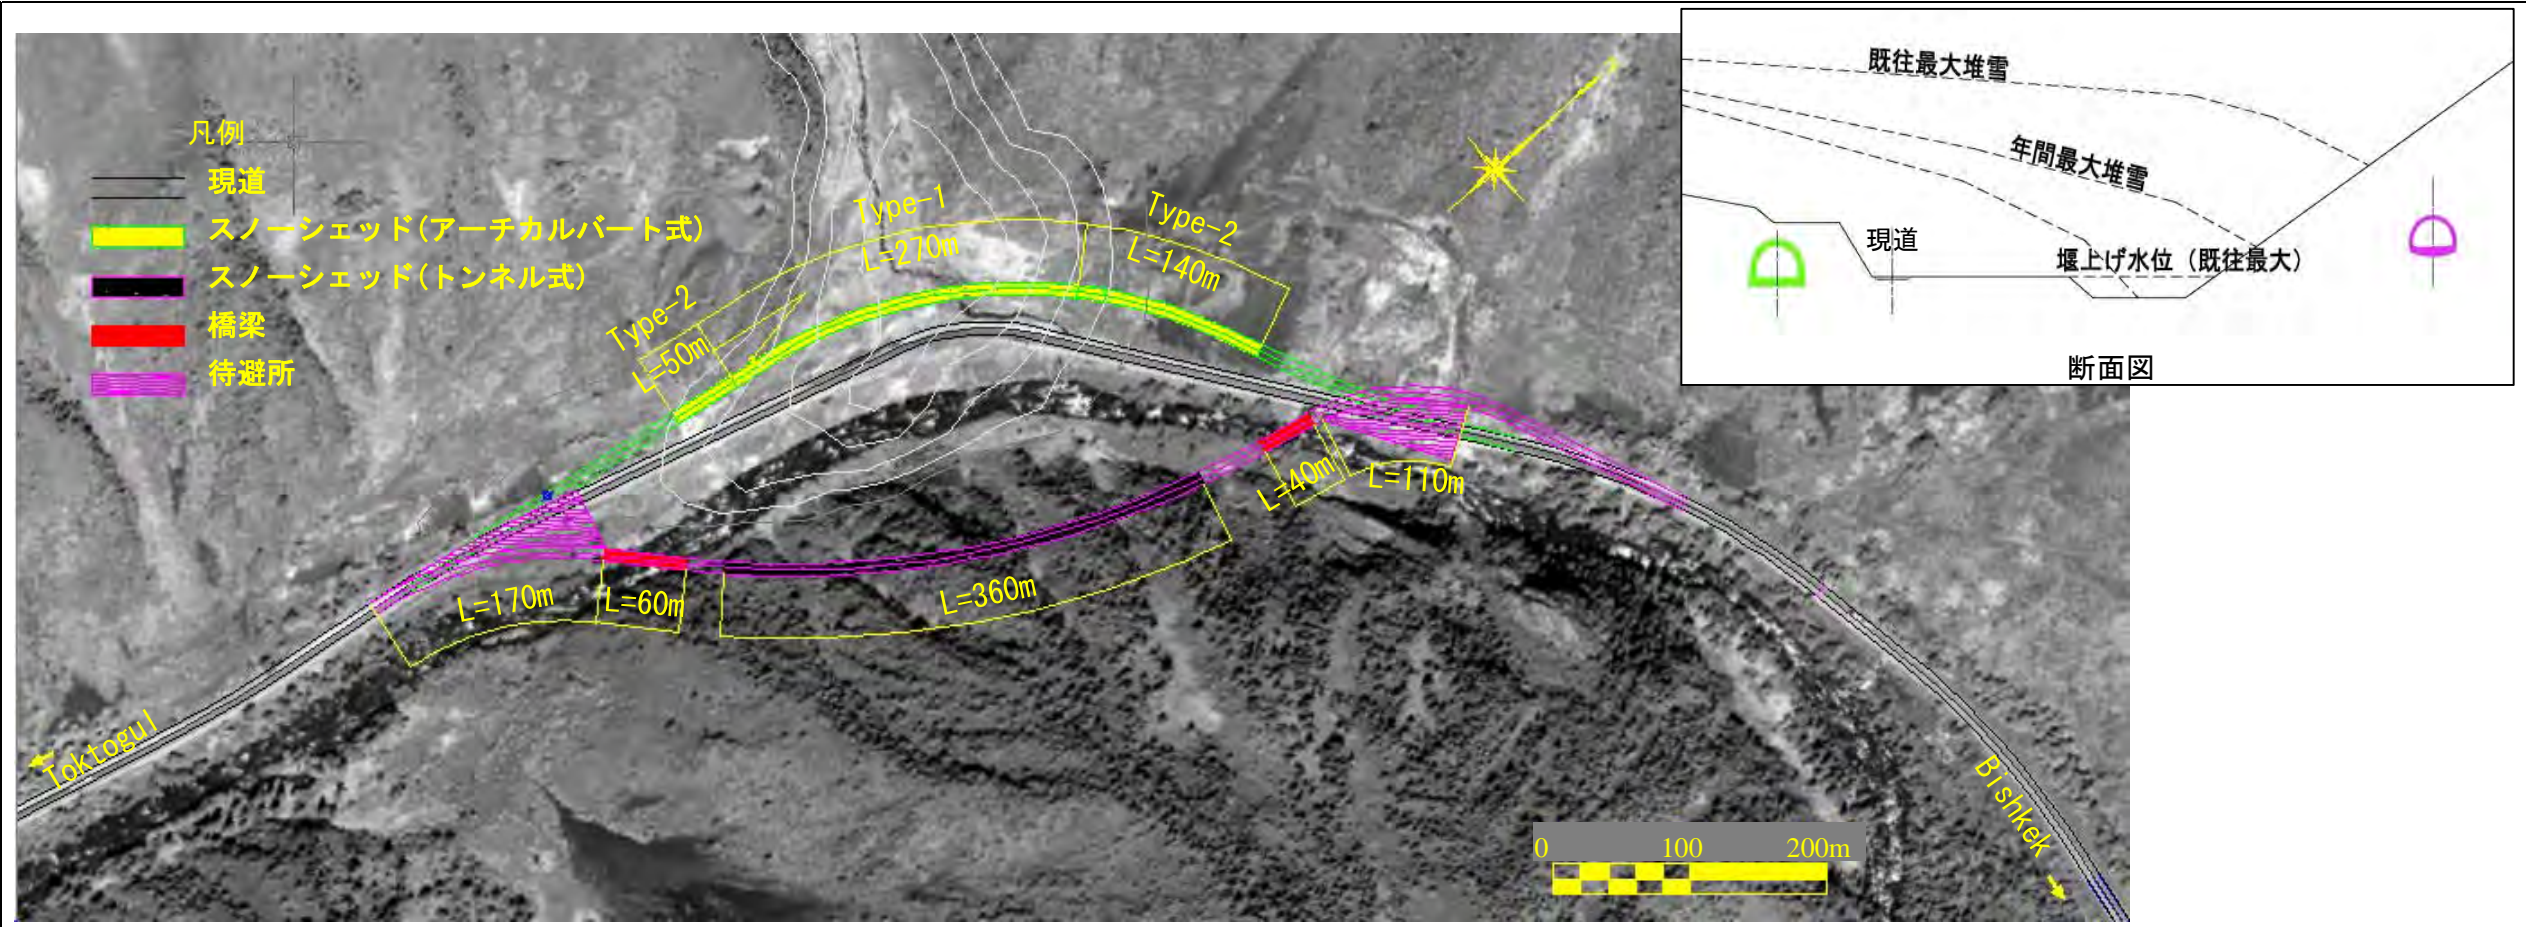 凡例
現道
スノーシェッド(アーチカルバート式)
スノーシェッド(トンネル式)
橋梁
待避所
Type-2
L=50m
Type-1
L=270m
Type-2
L=140m
L=170m
L=60m
L=360m
L=40m
L=110m
Toktogul
Bishkek
0 100 200m
既往最大堆雪
年間最大堆雪
現道
堰上げ水位（既往最大）
断面図